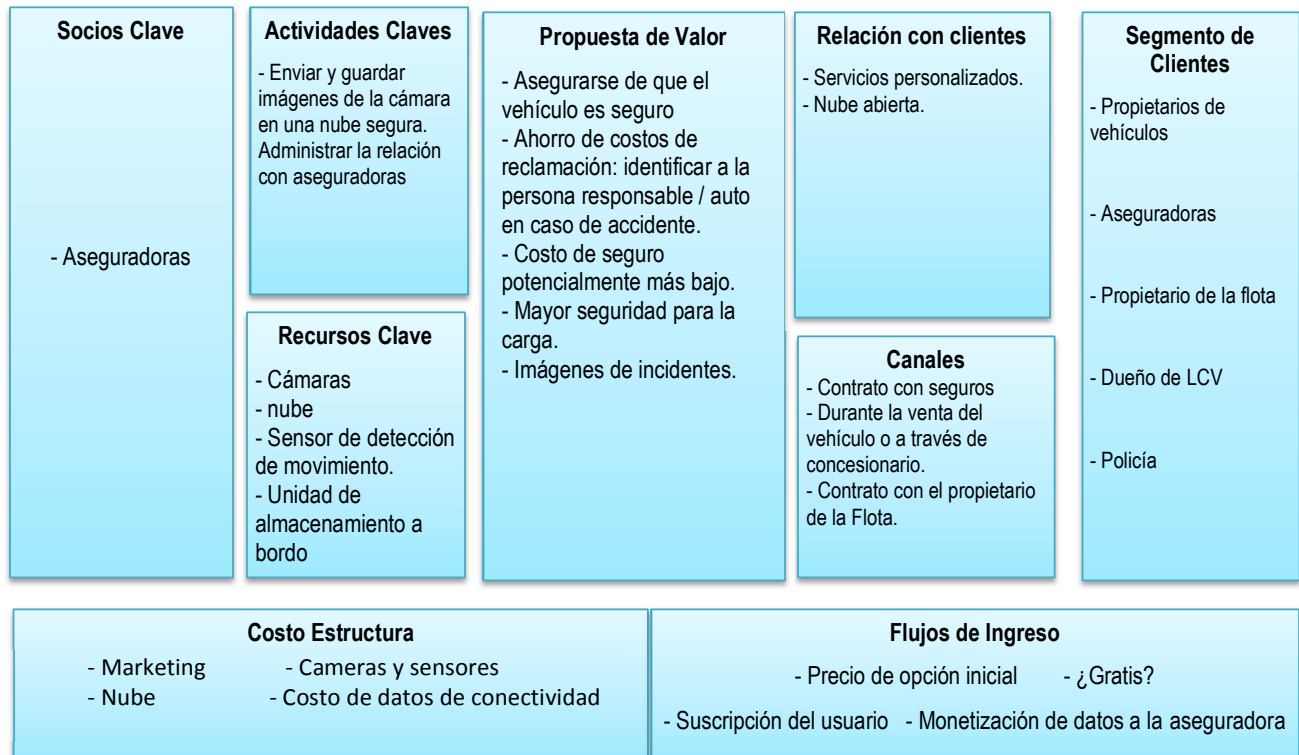 Socios Clave
- Aseguradoras
Actividades Claves
- Enviar y guardar
imágenes de la cámara
en una nube segura.
Administrar la relación
con aseguradoras
Recursos Clave
- Cámaras
- nube
- Sensor de detección
de movimiento.
- Unidad de
almacenamiento a
bordo
Propuesta de Valor
- Asegurarse de que el
vehículo es seguro
- Ahorro de costos de
reclamación: identificar a la
persona responsable / auto
en caso de accidente.
- Costo de seguro
potencialmente más bajo.
- Mayor seguridad para la
carga.
- Imágenes de incidentes.
Relación con clientes
- Servicios personalizados.
- Nube abierta.
Canales
- Contrato con seguros
- Durante la venta del
vehículo o a través de
concesionario.
- Contrato con el propietario
de la Flota.
Segmento de
Clientes
- Propietarios de
vehículos
- Aseguradoras
- Propietario de la flota
- Dueño de LCV
- Policía
Costo Estructura
- Marketing - Cameras y sensores
- Nube - Costo de datos de conectividad
Flujos de Ingreso
- Precio de opción inicial - ¿Gratis?
- Suscripción del usuario - Monetización de datos a la aseguradora